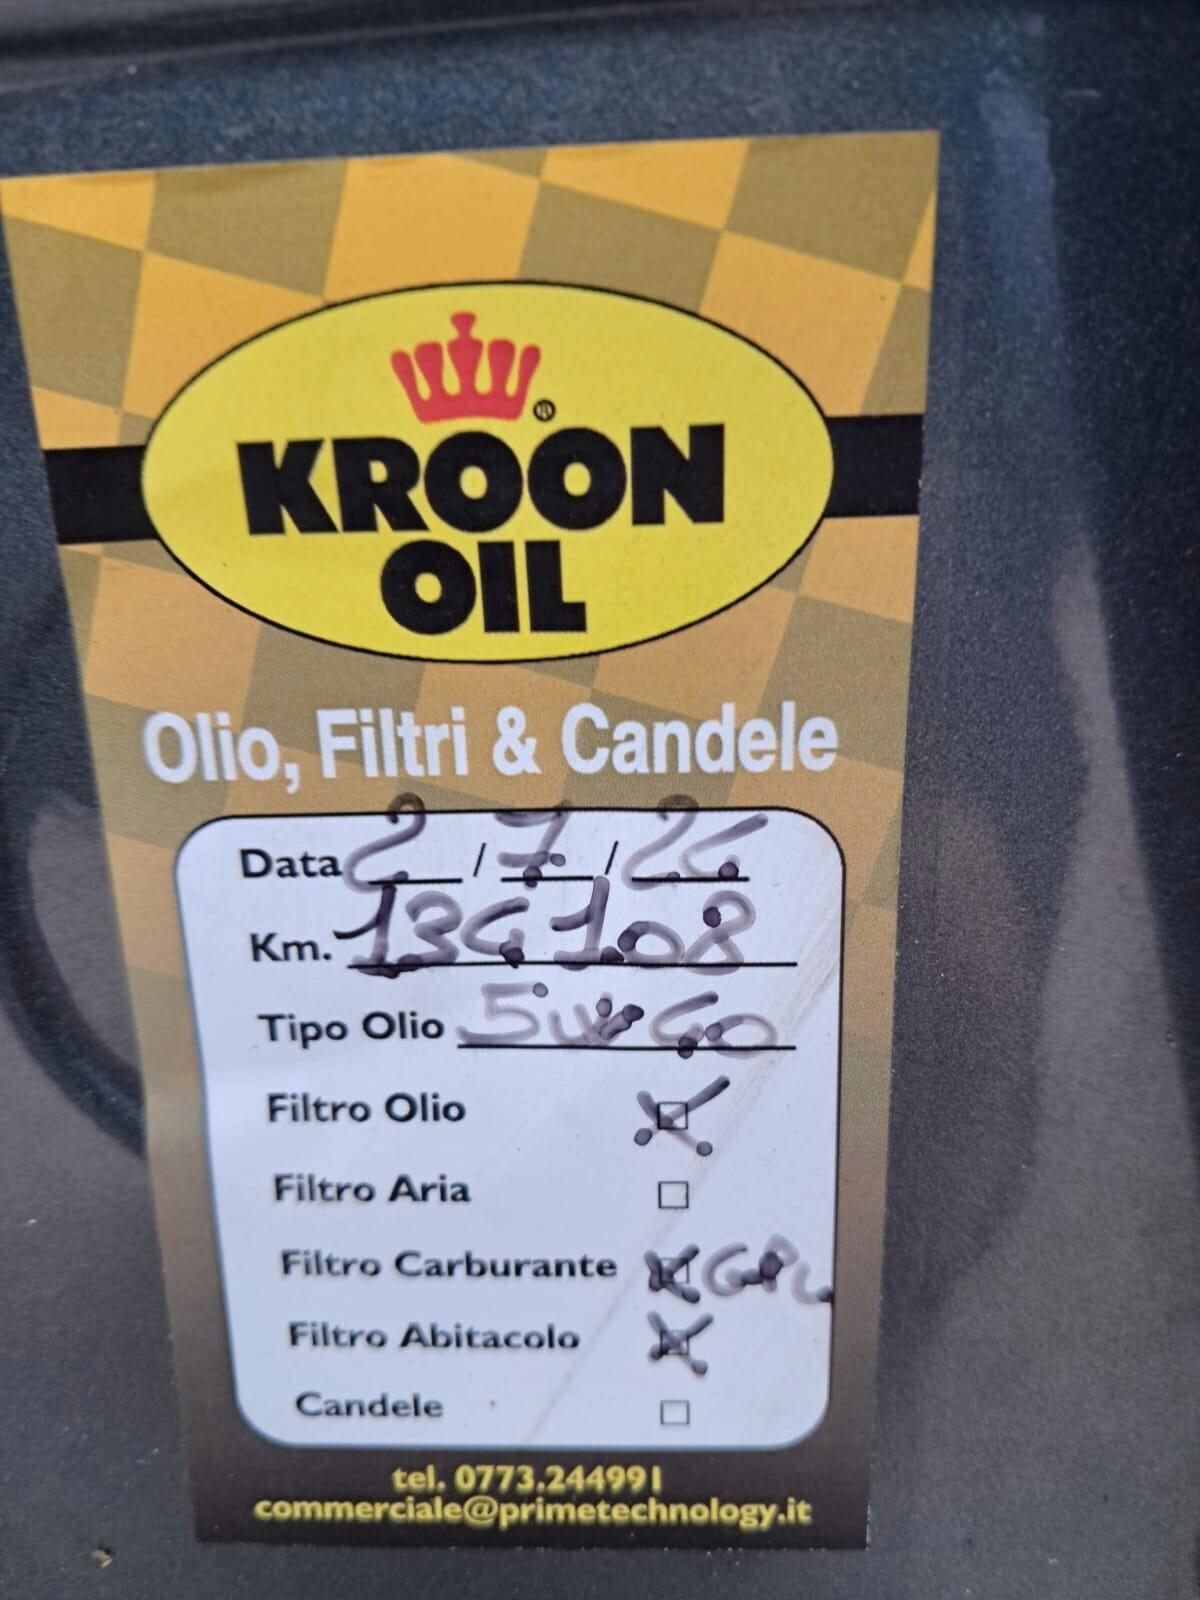 KROON
OIL
®
Olio, Filtri & Candele
Data 2 / 7 / 24
Km. 134108
Tipo Olio 5w40
Filtro Olio X
Filtro Aria
Filtro Carburante X GPL
Filtro Abitacolo X
Candele
tel. 0773.244991
commerciale@primetechnology.it